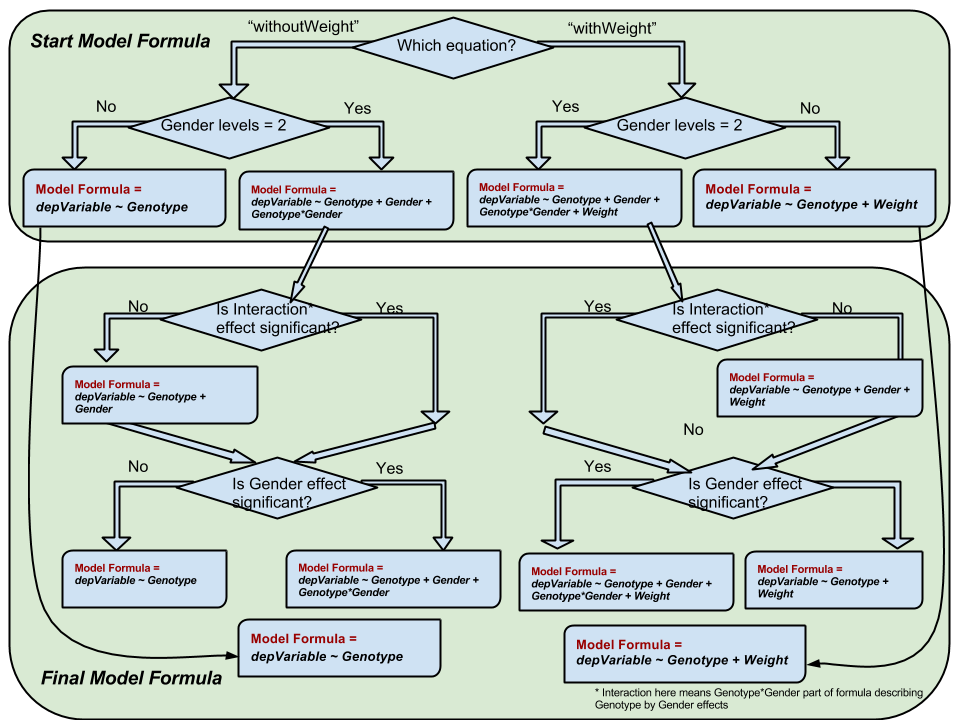 “withoutWeight”
“withWeight”
Start Model Formula
Which equation?
No
Yes
Yes
No
Gender levels = 2
Gender levels = 2
Model Formula =
depVariable ~ Genotype
Model Formula =
depVariable ~ Genotype + Gender +
Genotype*Gender
Model Formula =
depVariable ~ Genotype + Gender +
Genotype*Gender + Weight
Model Formula =
depVariable ~ Genotype + Weight
No
Is Interaction*
effect significant?
Yes
Yes
Is Interaction*
effect significant?
No
Model Formula =
depVariable ~ Genotype +
Gender
Model Formula =
depVariable ~ Genotype + Gender +
Weight
No
No
Is Gender effect
significant?
Yes
Yes
Is Gender effect
significant?
Model Formula =
depVariable ~ Genotype
Model Formula =
depVariable ~ Genotype + Gender +
Genotype*Gender
Model Formula =
depVariable ~ Genotype + Gender +
Genotype*Gender + Weight
Model Formula =
depVariable ~ Genotype +
Weight
Model Formula =
depVariable ~ Genotype
Model Formula =
depVariable ~ Genotype + Weight
Final Model Formula
* Interaction here means Genotype*Gender part of formula describing
Genotype by Gender effects